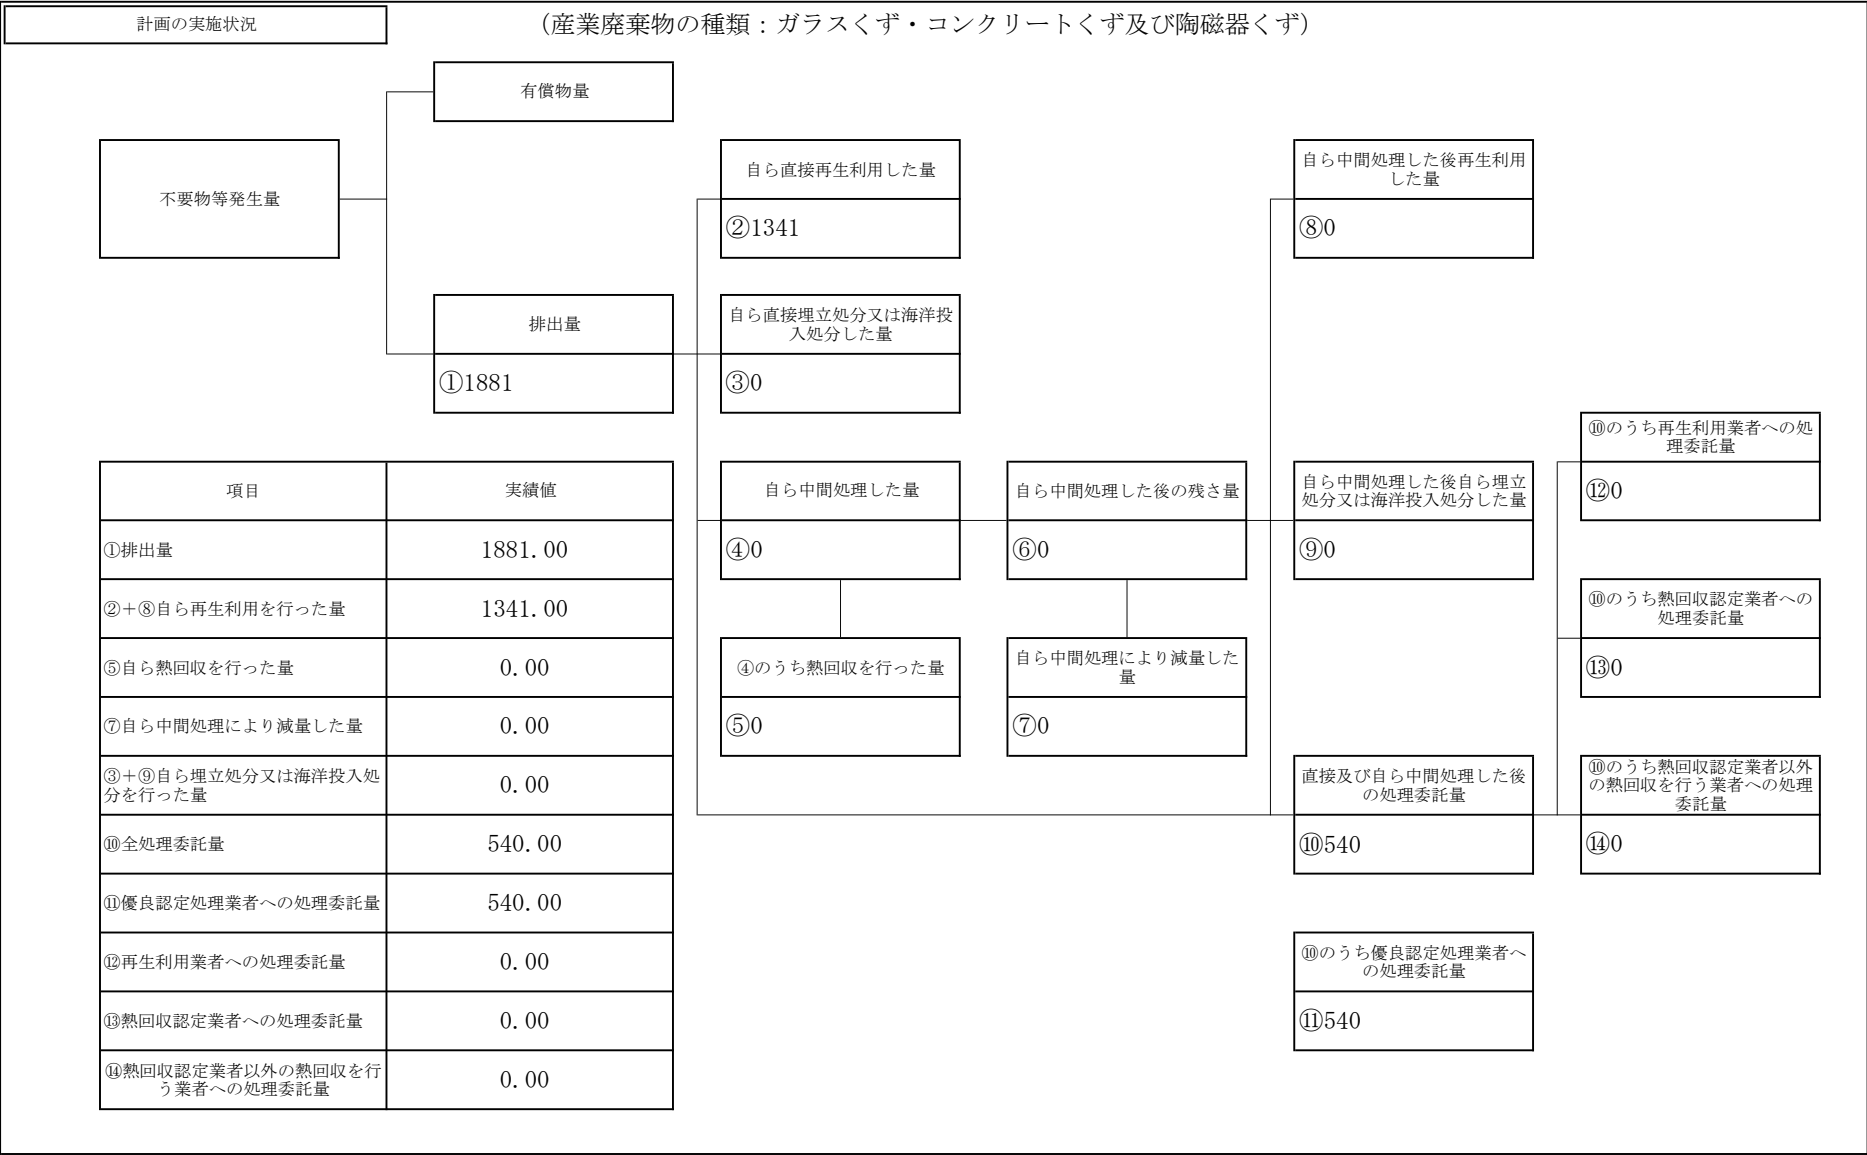 計画の実施状況
(産業廃棄物の種類：ガラスくず・コンクリートくず及び陶磁器くず)
有償物量
不要物等発生量
自ら直接再生利用した量
②1341
自ら中間処理した後再生利用
した量
⑧0
排出量
①1881
自ら直接埋立処分又は海洋投
入処分した量
③0
⑩のうち再生利用業者への処
理委託量
⑫0
自ら中間処理した量
④0
自ら中間処理した後の残さ量
⑥0
自ら中間処理した後自ら埋立
処分又は海洋投入処分した量
⑨0
⑩のうち熱回収認定業者への
処理委託量
⑬0
④のうち熱回収を行った量
⑤0
自ら中間処理により減量した
量
⑦0
直接及び自ら中間処理した後
の処理委託量
⑩540
⑩のうち熱回収認定業者以外
の熱回収を行う業者への処理
委託量
⑭0
⑩のうち優良認定処理業者へ
の処理委託量
⑪540
項目 実績値
①排出量 1881.00
②＋⑧自ら再生利用を行った量 1341.00
⑤自ら熱回収を行った量 0.00
⑦自ら中間処理により減量した量 0.00
③＋⑨自ら埋立処分又は海洋投入処
分を行った量 0.00
⑩全処理委託量 540.00
⑪優良認定処理業者への処理委託量 540.00
⑫再生利用業者への処理委託量 0.00
⑬熱回収認定業者への処理委託量 0.00
⑭熱回収認定業者以外の熱回収を行
う業者への処理委託量 0.00